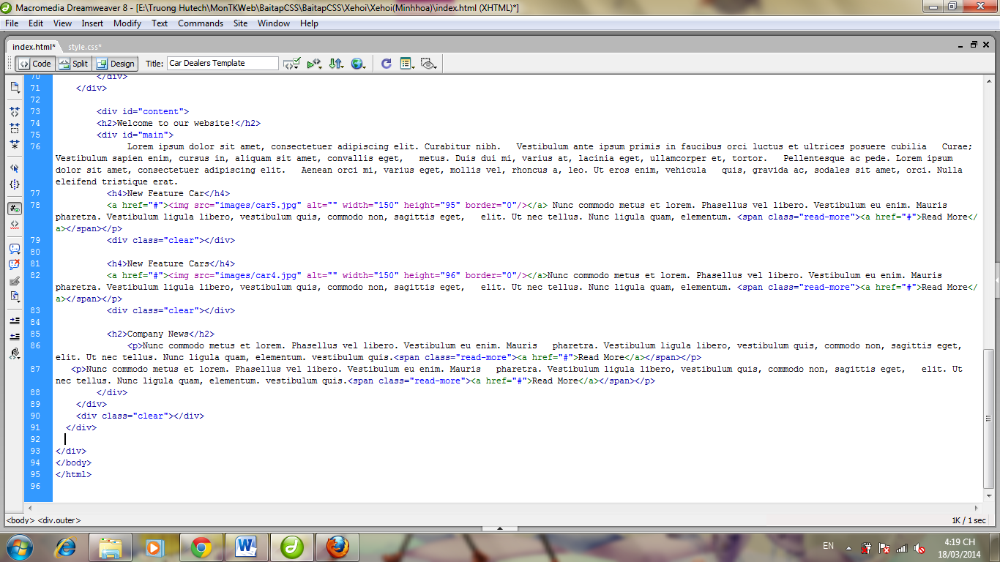 Macromedia Dreamweaver 8 - [E:\Truong Hutech\MonTKWeb\BaitapCSS\BaitapCSS\Xehoi\Xehoi(Minhhoa)\index.html (XHTML)*]
File Edit View Insert Modify Text Commands Site Window Help
index.html* style.css*
Code Split Design Title: Car Dealers Template
70 </div>
71 </div>
72
73 <div id="content">
74 <h2>Welcome to our website!</h2>
75 <div id="main">
76 Lorem ipsum dolor sit amet, consectetuer adipiscing elit. Curabitur nibh. Vestibulum ante ipsum primis in faucibus orci luctus et ultrices posuere cubilia Curae;
Vestibulum sapien enim, cursus in, aliquam sit amet, convallis eget, metus. Duis dui mi, varius at, lacinia eget, ullamcorper et, tortor. Pellentesque ac pede. Lorem ipsum
dolor sit amet, consectetuer adipiscing elit. Aenean orci mi, varius eget, mollis vel, rhoncus a, leo. Ut eros enim, vehicula quis, gravida ac, sodales sit amet, orci. Nulla
eleifend tristique erat.
77 <h4>New Feature Car</h4>
78 <a href="#"><img src="images/car5.jpg" alt="" width="150" height="95" border="0"/></a> Nunc commodo metus et lorem. Phasellus vel libero. Vestibulum eu enim. Mauris
pharetra. Vestibulum ligula libero, vestibulum quis, commodo non, sagittis eget, elit. Ut nec tellus. Nunc ligula quam, elementum. <span class="read-more"><a href="#">Read More</
a></span></p>
79 <div class="clear"></div>
80
81 <h4>New Feature Cars</h4>
82 <a href="#"><img src="images/car4.jpg" alt="" width="150" height="96" border="0"/></a>Nunc commodo metus et lorem. Phasellus vel libero. Vestibulum eu enim. Mauris
pharetra. Vestibulum ligula libero, vestibulum quis, commodo non, sagittis eget, elit. Ut nec tellus. Nunc ligula quam, elementum. <span class="read-more"><a href="#">Read More</
a></span></p>
83 <div class="clear"></div>
84
85 <h2>Company News</h2>
86 <p>Nunc commodo metus et lorem. Phasellus vel libero. Vestibulum eu enim. Mauris pharetra. Vestibulum ligula libero, vestibulum quis, commodo non, sagittis eget,
elit. Ut nec tellus. Nunc ligula quam, elementum. vestibulum quis.<span class="read-more"><a href="#">Read More</a></span></p>
87 <p>Nunc commodo metus et lorem. Phasellus vel libero. Vestibulum eu enim. Mauris pharetra. Vestibulum ligula libero, vestibulum quis, commodo non, sagittis eget, elit. Ut
nec tellus. Nunc ligula quam, elementum. vestibulum quis.<span class="read-more"><a href="#">Read More</a></span></p>
88 </div>
89 </div>
90 <div class="clear"></div>
91 </div>
92
93 </div>
94 </body>
95 </html>
96
<body> <div.outer> 1K / 1 sec
EN 4:19 CH
18/03/2014